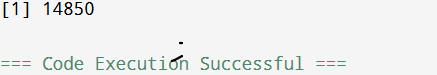 [1] 14850
=== Code Execution Successful ===